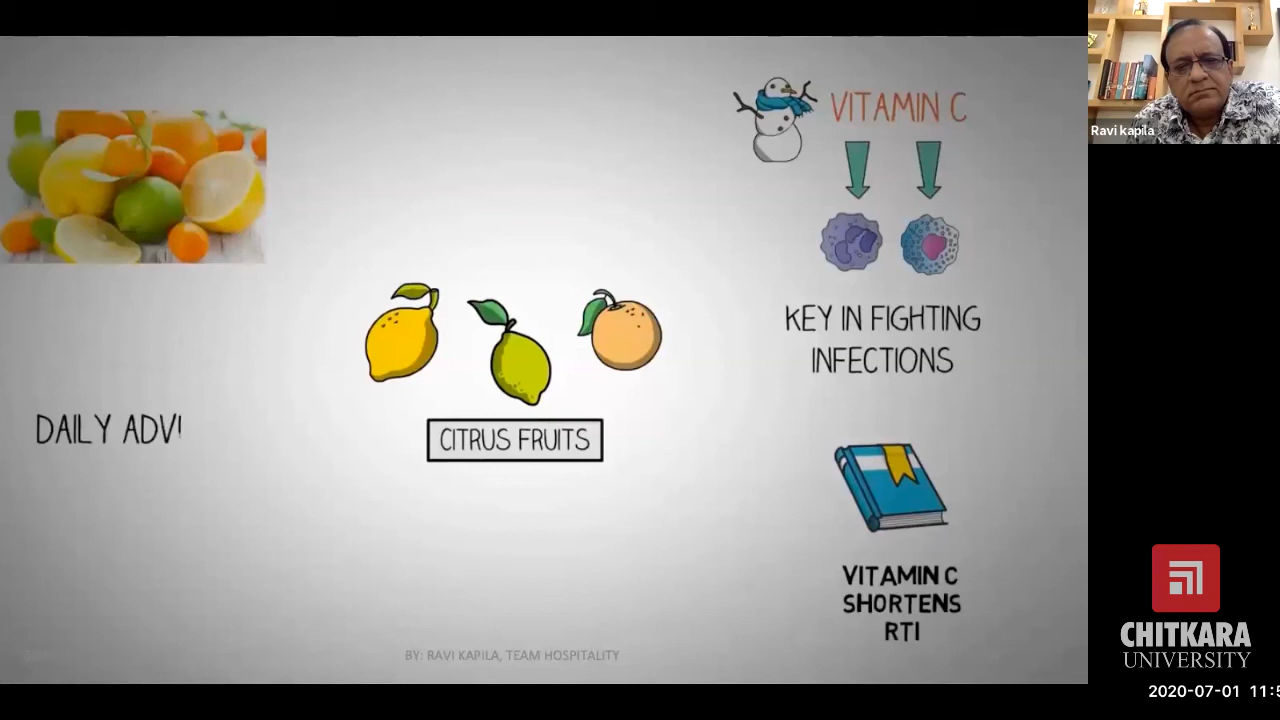 VITAMIN C
KEY IN FIGHTING
INFECTIONS
CITRUS FRUITS
DAILY ADV
VITAMIN C
SHORTENS
RTI
BY: RAVI KAPILA, TEAM HOSPITALITY
Ravi kapila
CHITKARA
UNIVERSITY
2020-07-01 11:5